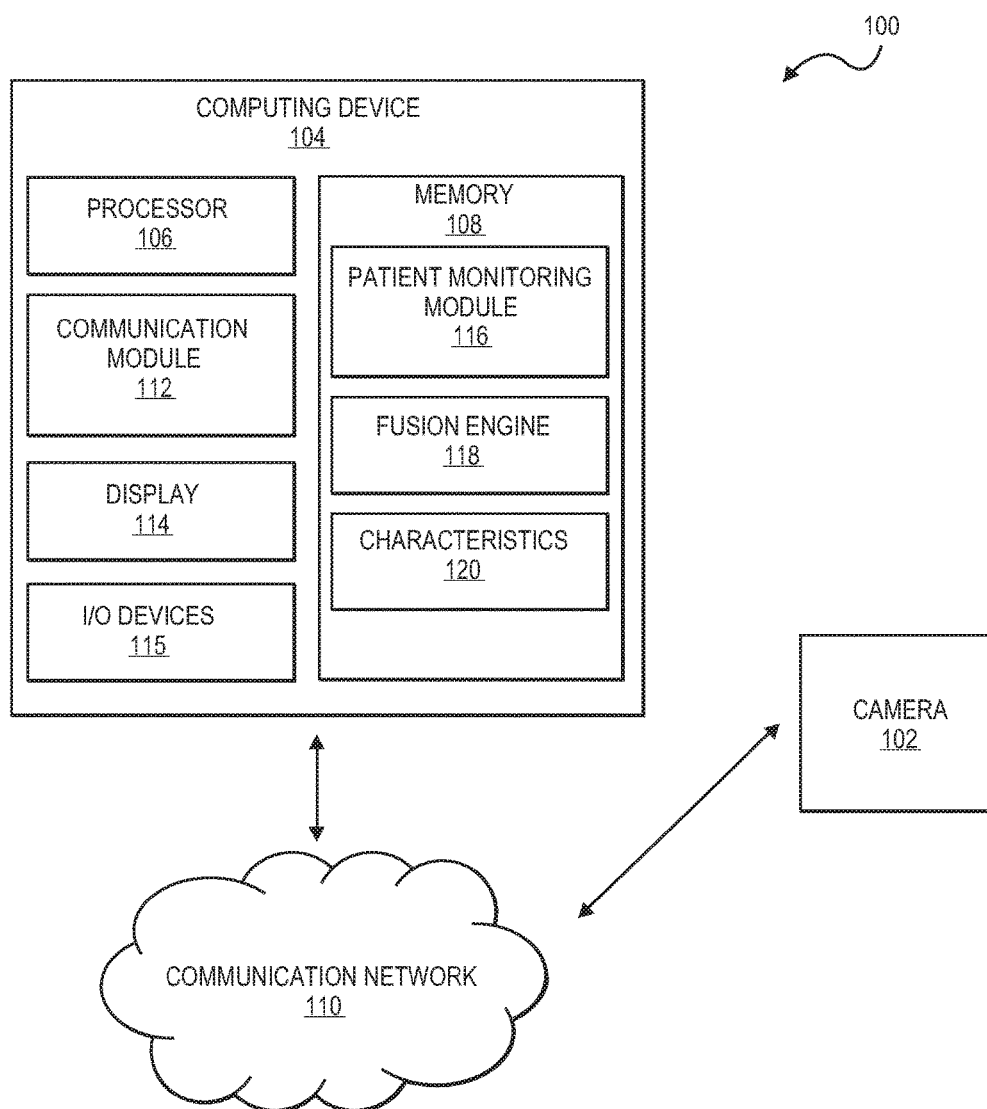 100
COMPUTING DEVICE
104
PROCESSOR
106
COMMUNICATION
MODULE
112
DISPLAY
114
I/O DEVICES
115
MEMORY
108
PATIENT MONITORING
MODULE
116
FUSION ENGINE
118
CHARACTERISTICS
120
CAMERA
102
COMMUNICATION NETWORK
110